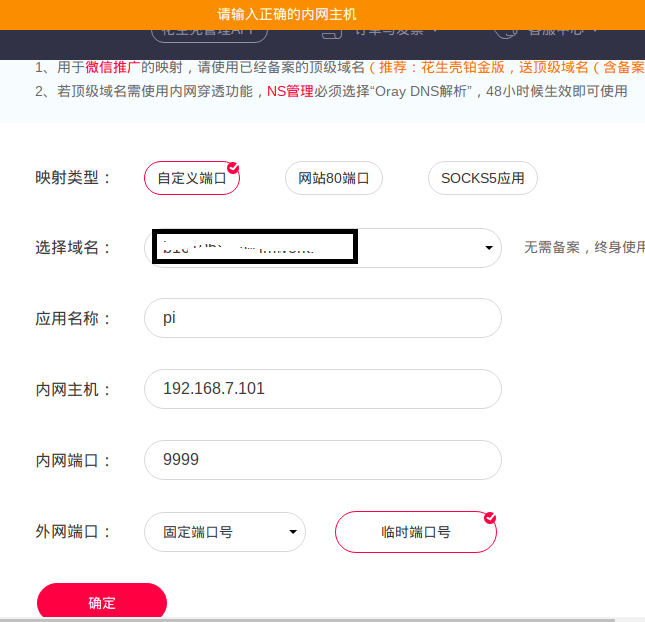 请输入正确的内网主机
花生壳管理APP 订单与发票 客服中心
1、用于微信推广的映射，请使用已经备案的顶级域名（推荐：花生壳铂金版，送顶级域名（含备案
2、若顶级域名需使用内网穿透功能，NS管理必须选择“Oray DNS解析”，48小时候生效即可使用
映射类型： 自定义端口 网站80端口 SOCKS5应用
选择域名： 无需备案，终身使用
应用名称： pi
内网主机： 192.168.7.101
内网端口： 9999
外网端口： 固定端口号 临时端口号
确定